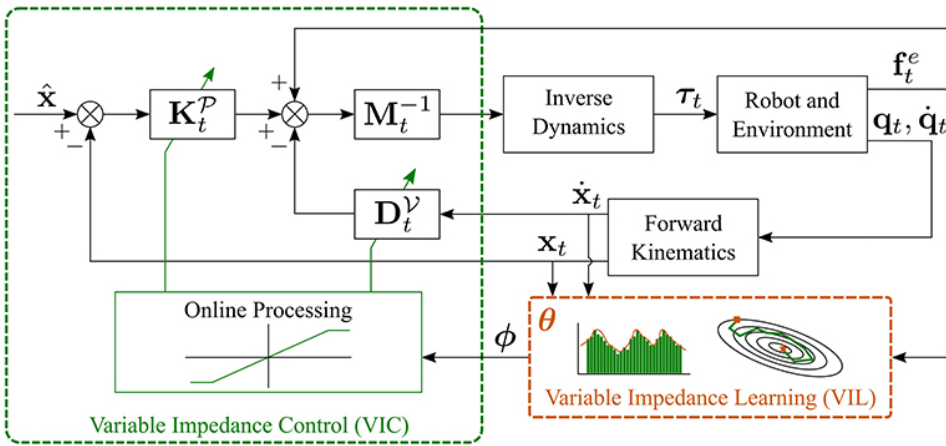 x̂
+
−
K_t^𝒫
+
+
−
M_t^{-1}
Inverse
Dynamics
τ_t
Robot and
Environment
f_t^e
q_t, q̇_t
D_t^𝒱
ẋ_t
x_t
Forward
Kinematics
Online Processing
ϕ
θ
Variable Impedance Learning (VIL)
Variable Impedance Control (VIC)